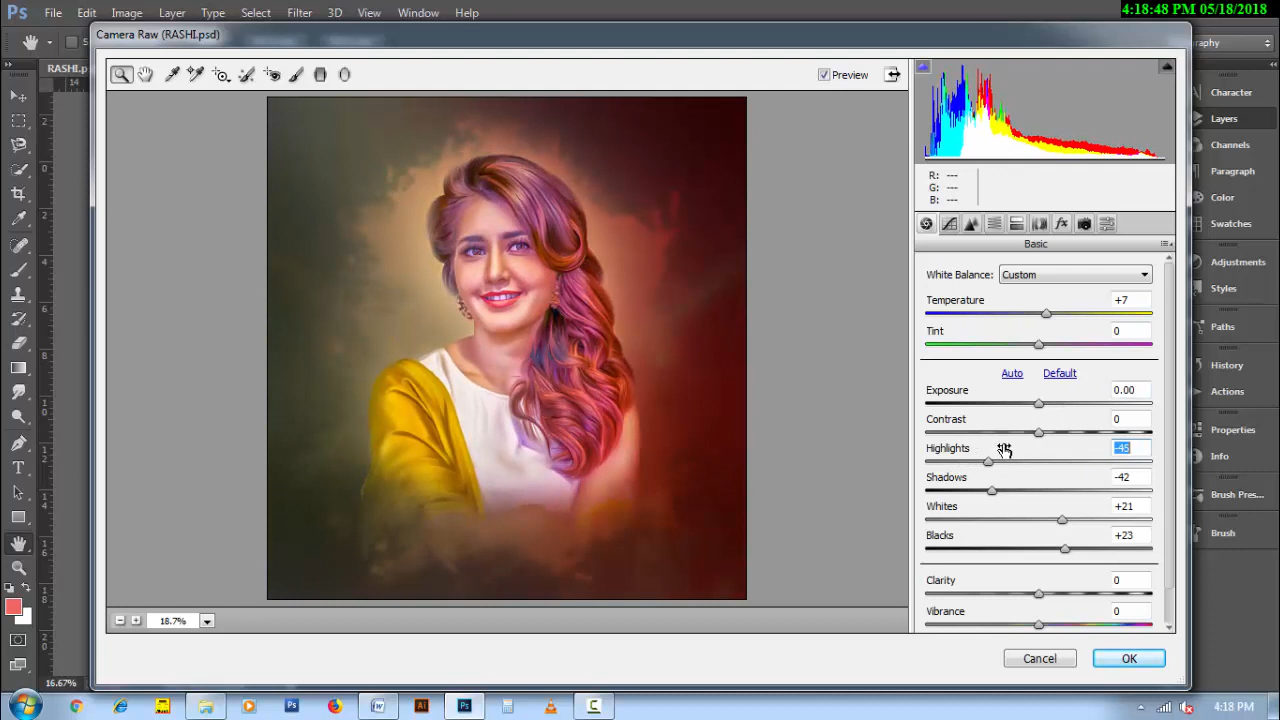 4:18:48 PM 05/18/2018
Ps File Edit Image Layer Type Select Filter 3D View Window Help
Camera Raw (RASHI.psd)
RASHI.p
14
Preview
R: ---
G: ---
B: ---
Basic
White Balance: Custom
Temperature +7
Tint 0
Auto Default
Exposure 0.00
Contrast 0
Highlights -45
Shadows -42
Whites +21
Blacks +23
Clarity 0
Vibrance 0
18.7%
Cancel OK
16.67%
graphy
Character
Layers
Channels
Paragraph
Color
Swatches
Adjustments
Styles
Paths
History
Actions
Properties
Info
Brush Pres...
Brush
4:18 PM